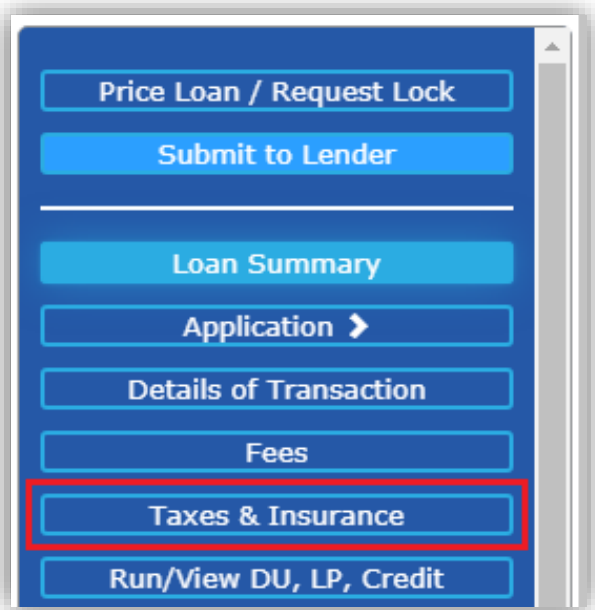 Price Loan / Request Lock
Submit to Lender
Loan Summary
Application
Details of Transaction
Fees
Taxes & Insurance
Run/View DU, LP, Credit